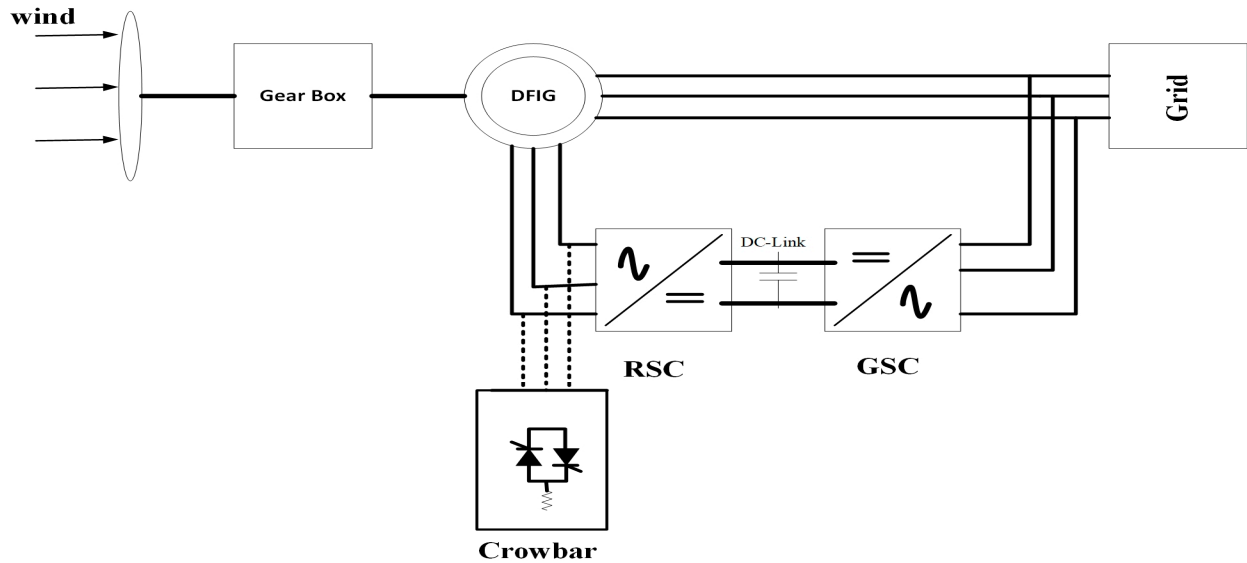 wind
Gear Box
DFIG
Grid
DC-Link
RSC
GSC
Crowbar